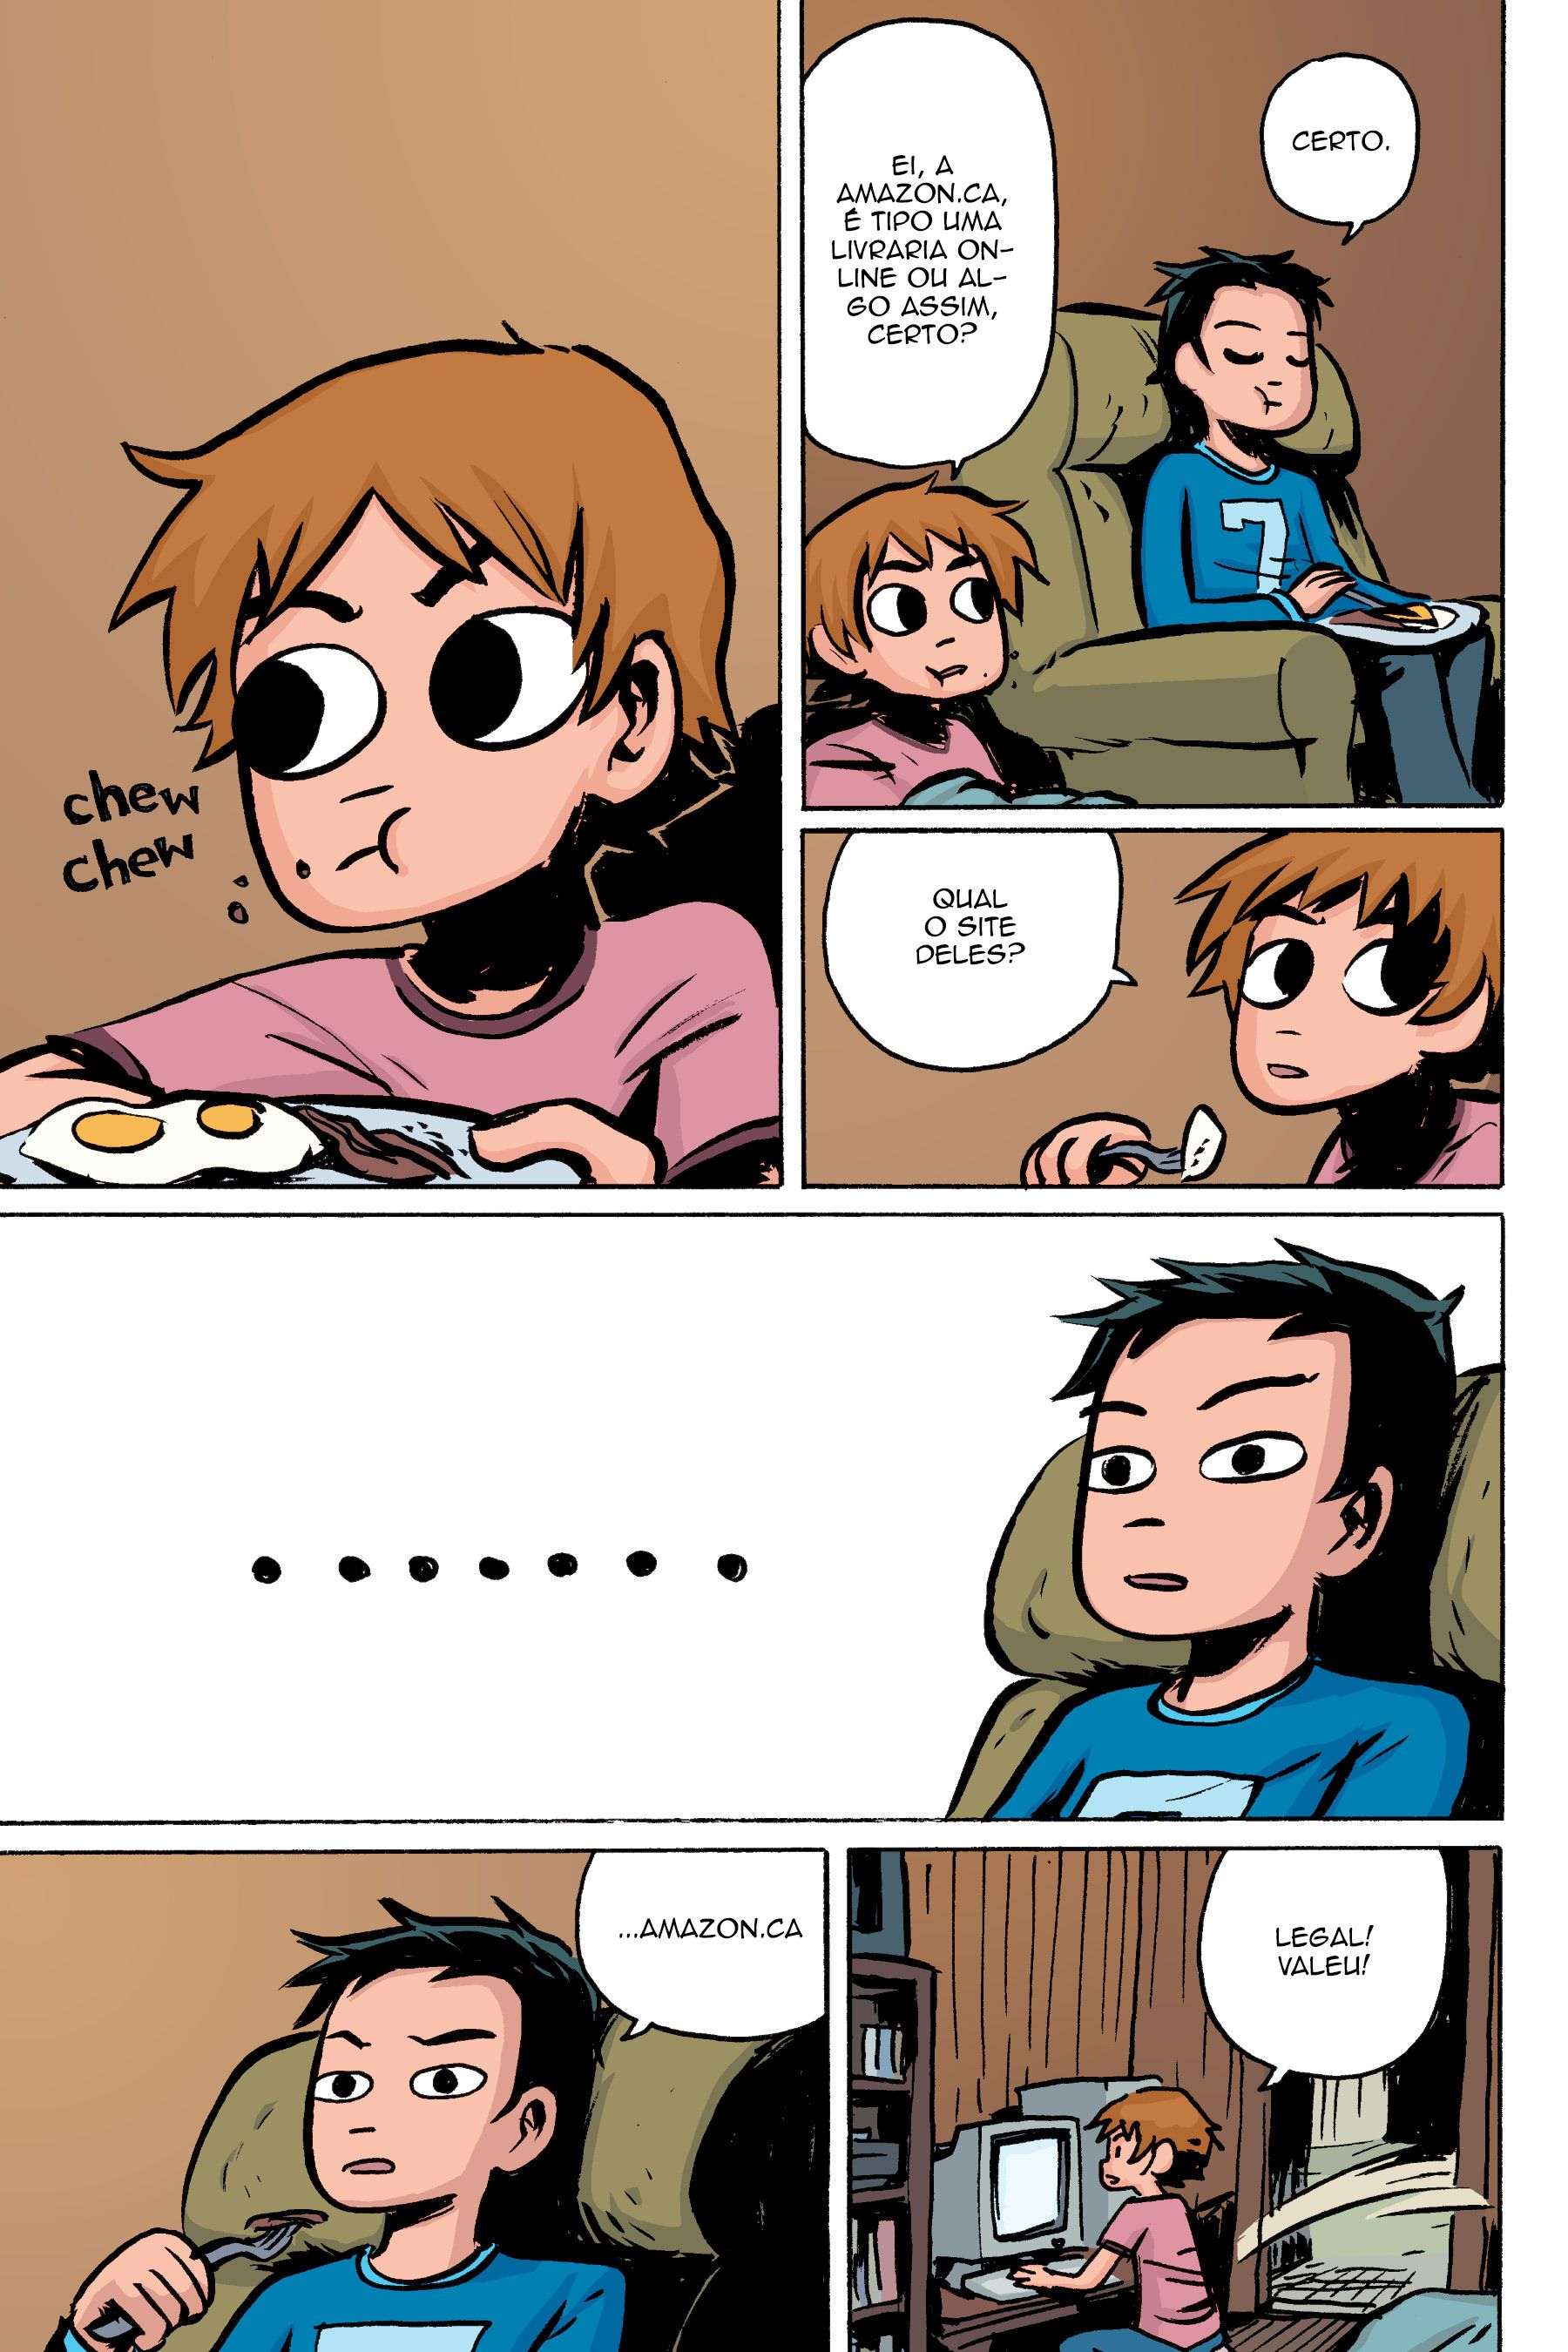 chew
chew
EI, A
AMAZON.CA,
É TIPO UMA
LIVRARIA ON-
LINE OU AL-
GO ASSIM,
CERTO?
CERTO.
7
QUAL
O SITE
DELES?
. . . . . . .
...AMAZON.CA
LEGAL!
VALEU!